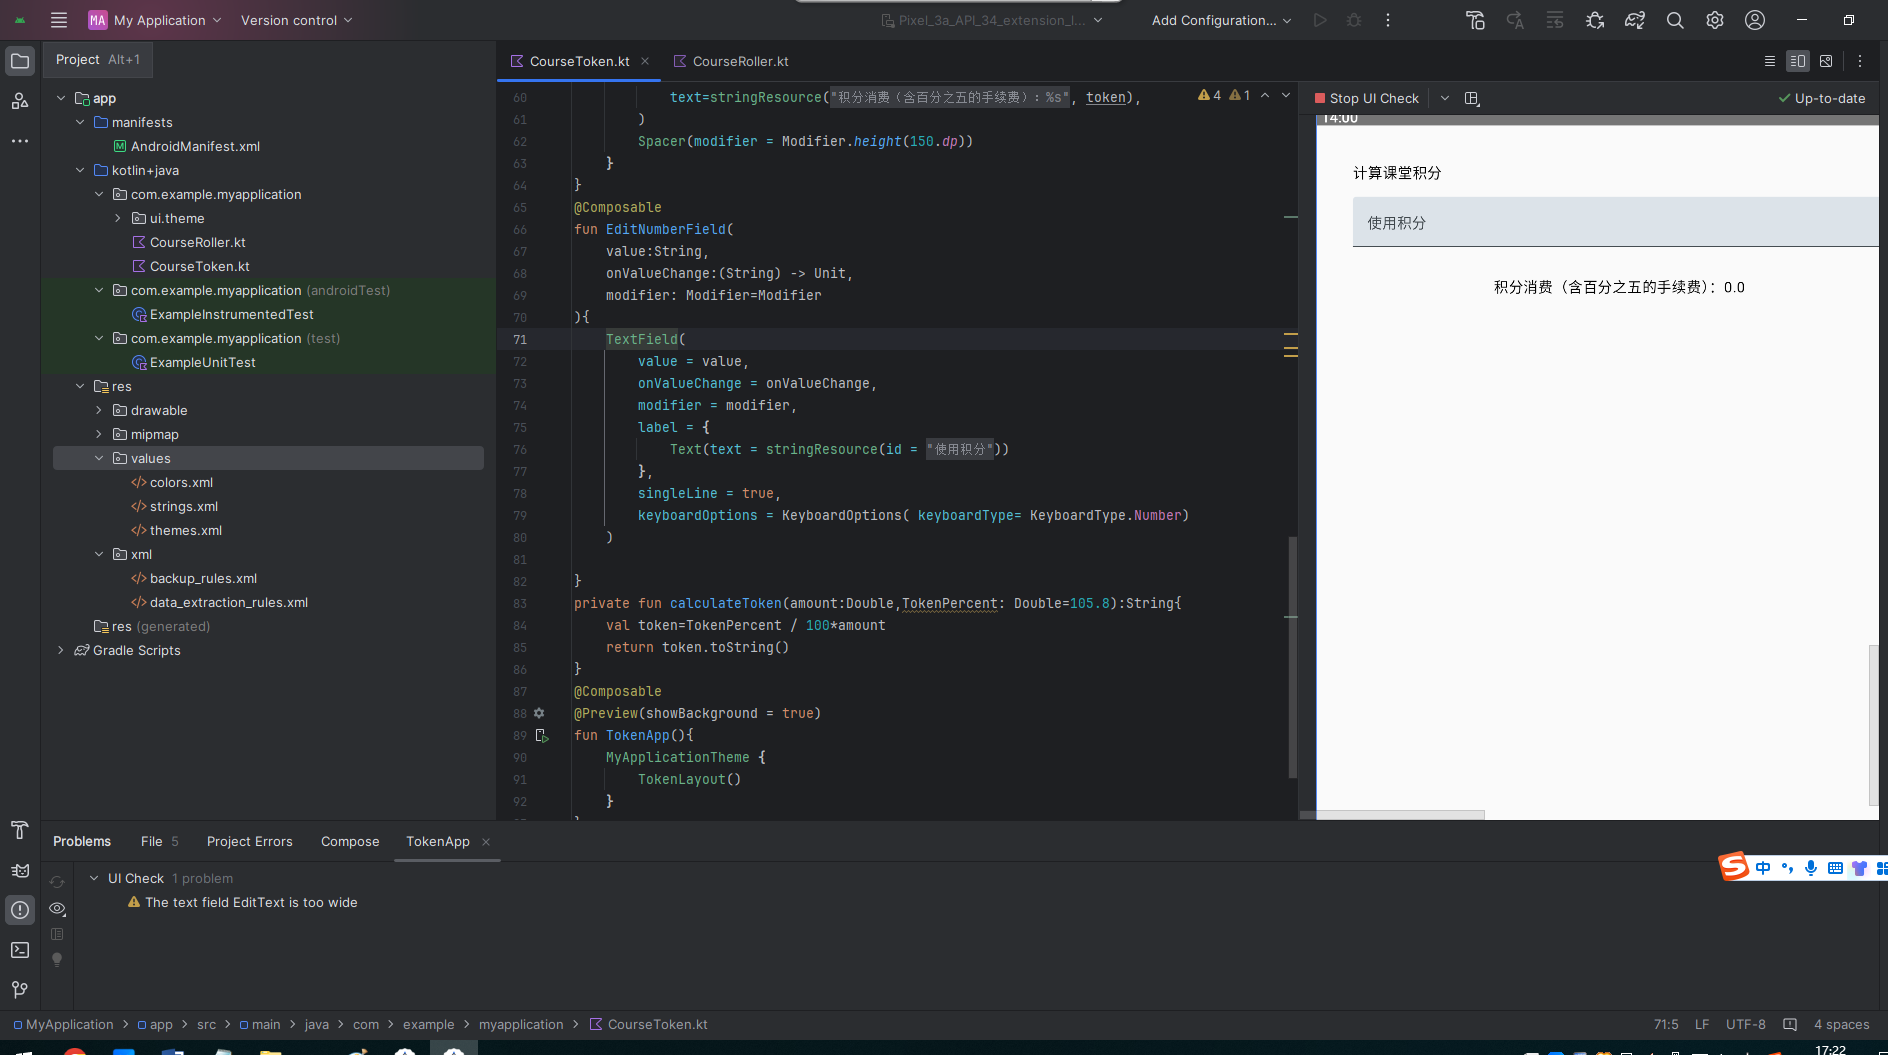 MA My Application Version control Pixel_3a_API_34_extension_l... Add Configuration...
Project Alt+1
app
manifests
AndroidManifest.xml
kotlin+java
com.example.myapplication
ui.theme
CourseRoller.kt
CourseToken.kt
com.example.myapplication (androidTest)
ExampleInstrumentedTest
com.example.myapplication (test)
ExampleUnitTest
res
drawable
mipmap
values
colors.xml
strings.xml
themes.xml
xml
backup_rules.xml
data_extraction_rules.xml
res (generated)
Gradle Scripts
CourseToken.kt CourseRoller.kt
4 1
60 text=stringResource("积分消费（含百分之五的手续费）：%s", token),
61 )
62 Spacer(modifier = Modifier.height(150.dp))
63 }
64 }
65 @Composable
66 fun EditNumberField(
67 value:String,
68 onValueChange:(String) -> Unit,
69 modifier: Modifier=Modifier
70 ){
71 TextField(
72 value = value,
73 onValueChange = onValueChange,
74 modifier = modifier,
75 label = {
76 Text(text = stringResource(id = "使用积分"))
77 },
78 singleLine = true,
79 keyboardOptions = KeyboardOptions( keyboardType= KeyboardType.Number)
80 )
81
82 }
83 private fun calculateToken(amount:Double,TokenPercent: Double=105.8):String{
84 val token=TokenPercent / 100*amount
85 return token.toString()
86 }
87 @Composable
88 @Preview(showBackground = true)
89 fun TokenApp(){
90 MyApplicationTheme {
91 TokenLayout()
92 }
Stop UI Check Up-to-date
14:00
计算课堂积分
使用积分
积分消费（含百分之五的手续费）：0.0
Problems File 5 Project Errors Compose TokenApp
UI Check 1 problem
The text field EditText is too wide
中
MyApplication > app > src > main > java > com > example > myapplication > CourseToken.kt
71:5 LF UTF-8 4 spaces
17:22